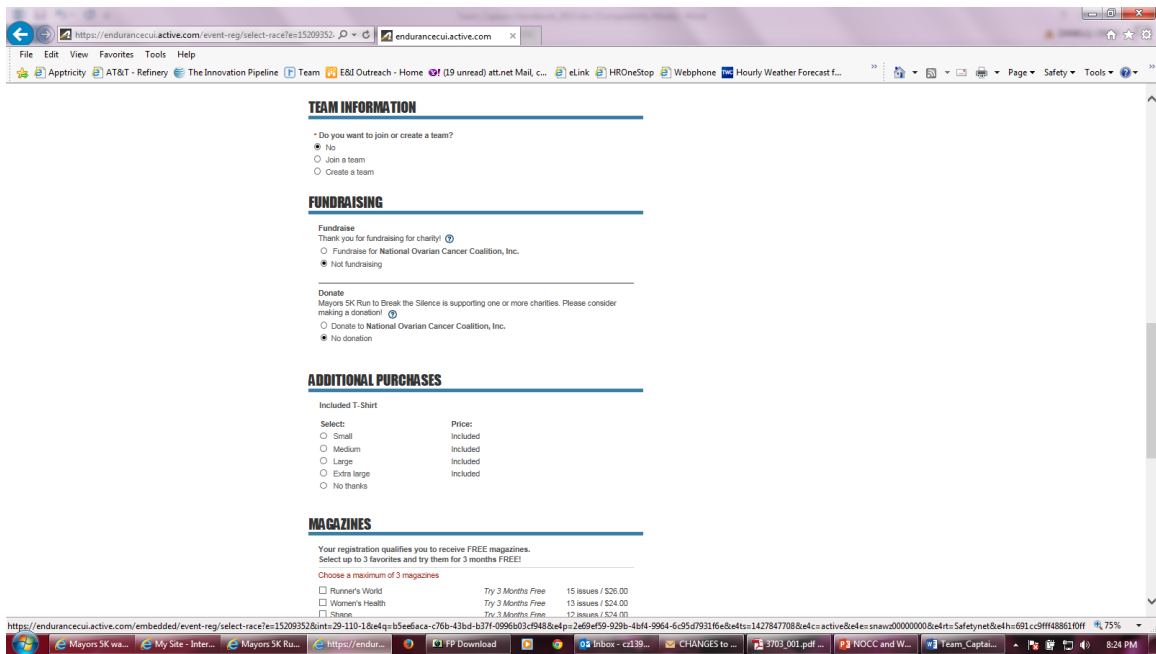 https://endurancecui.active.com/event-reg/select-race?e=15209352
endurancecui.active.com
File Edit View Favorites Tools Help
Apptricity AT&T - Refinery The Innovation Pipeline Team E&I Outreach - Home (19 unread) att.net Mail, c... eLink HROneStop Webphone Hourly Weather Forecast f... Page Safety Tools
TEAM INFORMATION
* Do you want to join or create a team?
No
Join a team
Create a team
FUNDRAISING
Fundraise
Thank you for fundraising for charity!
Fundraise for National Ovarian Cancer Coalition, Inc.
Not fundraising
Donate
Mayors 5K Run to Break the Silence is supporting one or more charities. Please consider
making a donation!
Donate to National Ovarian Cancer Coalition, Inc.
No donation
ADDITIONAL PURCHASES
Included T-Shirt
Select: Price:
Small Included
Medium Included
Large Included
Extra large Included
No thanks
MAGAZINES
Your registration qualifies you to receive FREE magazines.
Select up to 3 favorites and try them for 3 months FREE!
Choose a maximum of 3 magazines
Runner's World Try 3 Months Free 15 issues / $26.00
Women's Health Try 3 Months Free 13 issues / $24.00
Shape Try 3 Months Free 12 issues / $24.00
https://endurancecui.active.com/embedded/event-reg/select-race?e=15209352&int=29-110-1&e4q=b5ee6aca-c76b-43bd-b37f-0996b03cf948&e4p=2e69ef59-929b-4bf4-9964-6c95d7931f6e&e4ts=1427847708&e4c=active&e4e=snawz00000000&e4rt=Safetynet&e4h=691cc9fff48861f0ff 75%
Mayors 5K wa... My Site - Inter... Mayors 5K Ru... https://endur... FP Download Inbox - cz139... CHANGES to ... 3703_001.pdf ... NOCC and W... Team_Captai... 8:24 PM